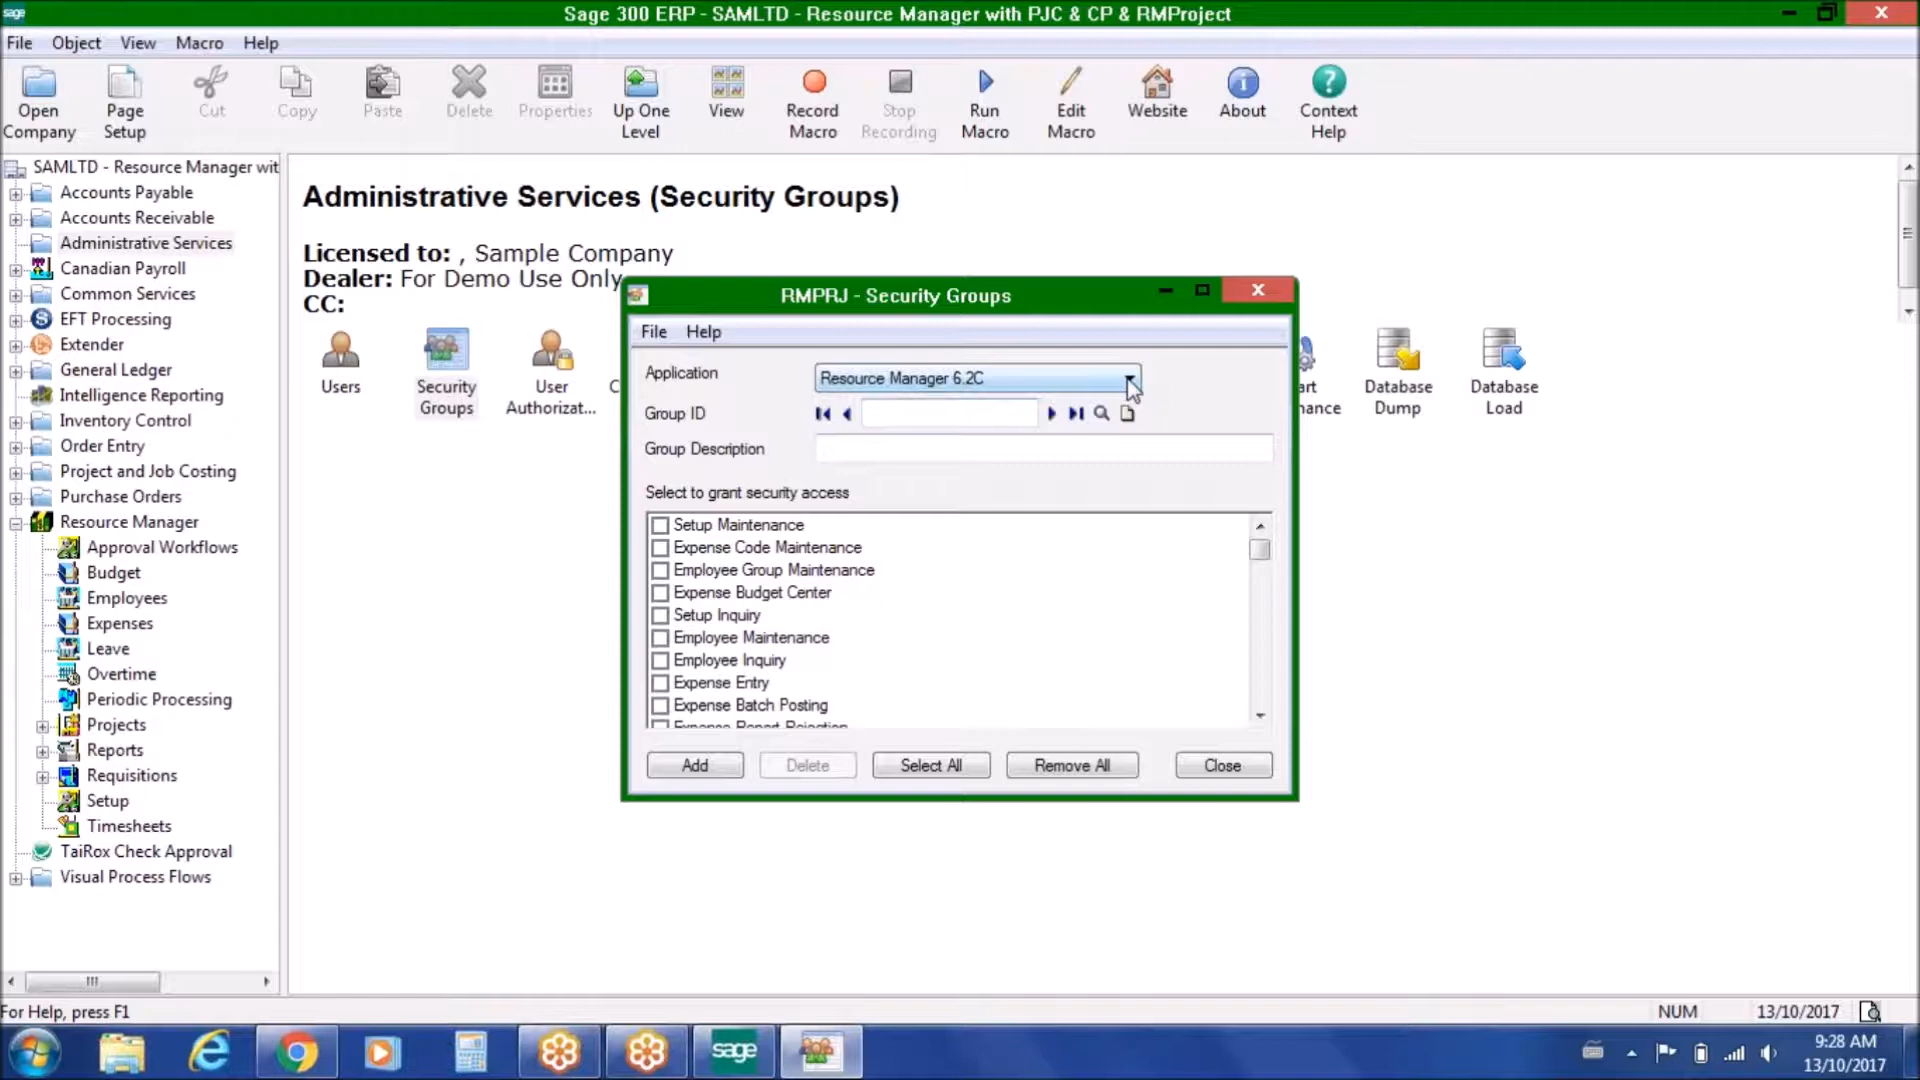 sage
Sage 300 ERP - SAMLTD - Resource Manager with PJC & CP & RMProject
File Object View Macro Help
Open Company
Page Setup
Cut
Copy
Paste
Delete
Properties
Up One Level
View
Record Macro
Stop Recording
Run Macro
Edit Macro
Website
About
Context Help
SAMLTD - Resource Manager wit
Accounts Payable
Accounts Receivable
Administrative Services
Canadian Payroll
Common Services
EFT Processing
Extender
General Ledger
Intelligence Reporting
Inventory Control
Order Entry
Project and Job Costing
Purchase Orders
Resource Manager
Approval Workflows
Budget
Employees
Expenses
Leave
Overtime
Periodic Processing
Projects
Reports
Requisitions
Setup
Timesheets
TaiRox Check Approval
Visual Process Flows
Administrative Services (Security Groups)
Licensed to: , Sample Company
Dealer: For Demo Use Only
CC:
Users
Security Groups
User Authorizat...
Database Dump
Database Load
RMPRJ - Security Groups
File Help
Application
Resource Manager 6.2C
Group ID
Group Description
Select to grant security access
Setup Maintenance
Expense Code Maintenance
Employee Group Maintenance
Expense Budget Center
Setup Inquiry
Employee Maintenance
Employee Inquiry
Expense Entry
Expense Batch Posting
Expense Report Rejection
Add
Delete
Select All
Remove All
Close
For Help, press F1
NUM
13/10/2017
sage
9:28 AM
13/10/2017